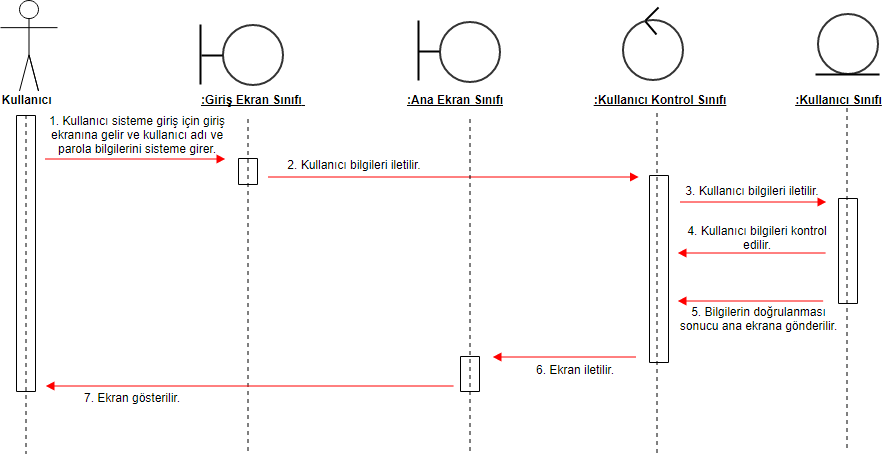 Kullanıcı
:Giriş Ekran Sınıfı
:Ana Ekran Sınıfı
:Kullanıcı Kontrol Sınıfı
:Kullanıcı Sınıfı
1. Kullanıcı sisteme giriş için giriş
ekranına gelir ve kullanıcı adı ve
parola bilgilerini sisteme girer.
2. Kullanıcı bilgileri iletilir.
3. Kullanıcı bilgileri iletilir.
4. Kullanıcı bilgileri kontrol
edilir.
5. Bilgilerin doğrulanması
sonucu ana ekrana gönderilir.
6. Ekran iletilir.
7. Ekran gösterilir.